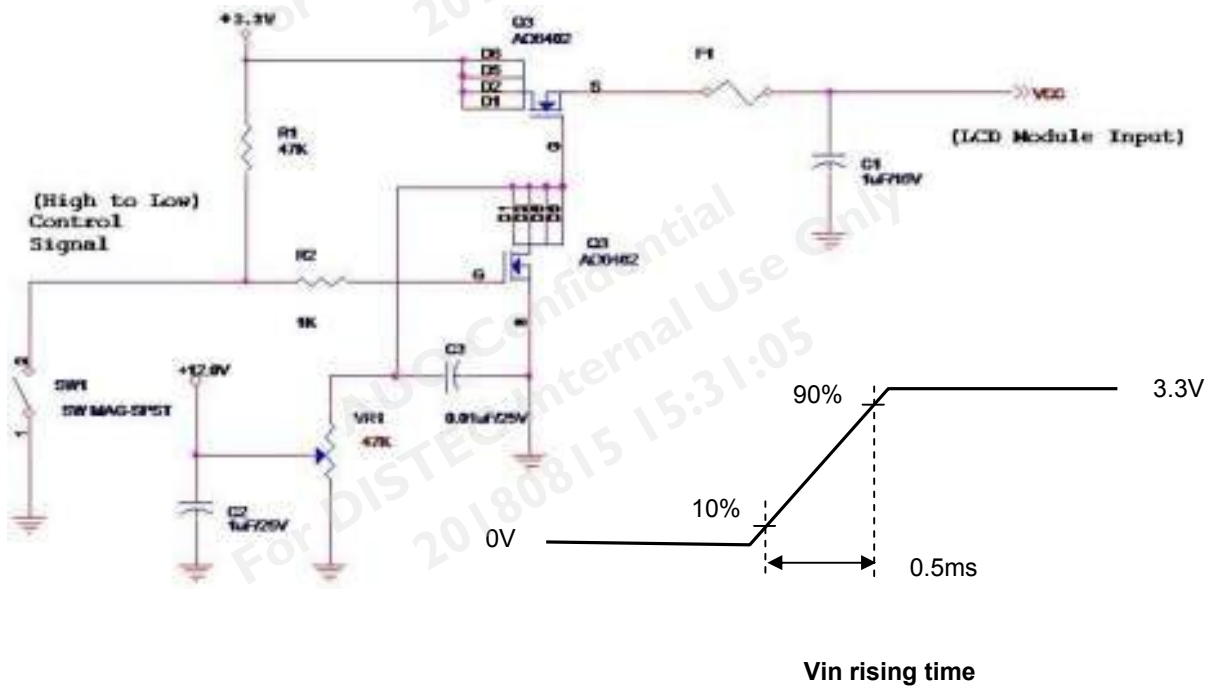 +3.3V
Q3
AO6402
D6
D5
D2
D1
S
F1
VCC
(LCD Module Input)
R1
47K
G
C1
1uF/16V
(High to Low)
Control
Signal
Q3
AO6402
R2
G
1K
SW1
SW MAG-SPST
2
1
+12.0V
C3
0.01uF/25V
VR1
47K
C2
1uF/25V
AUO Confidential
For DISTEC Internal Use Only
20180815 15:31:05
90%
3.3V
10%
0V
0.5ms
Vin rising time